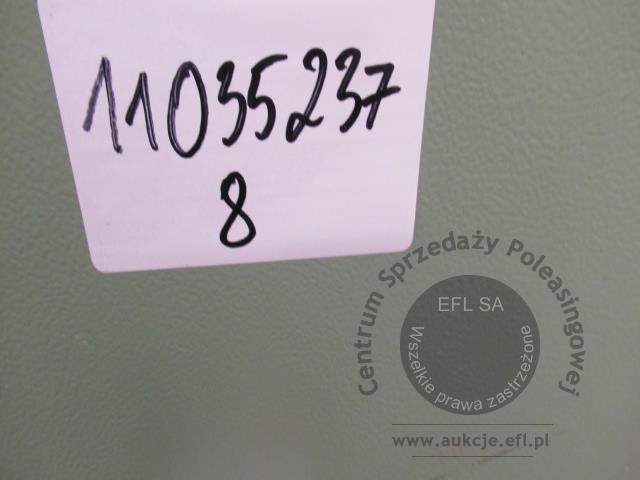 11035237
8
Centrum Sprzedaży Poleasingowej
EFL SA
Wszelkie prawa zastrzeżone
www.aukcje.efl.pl